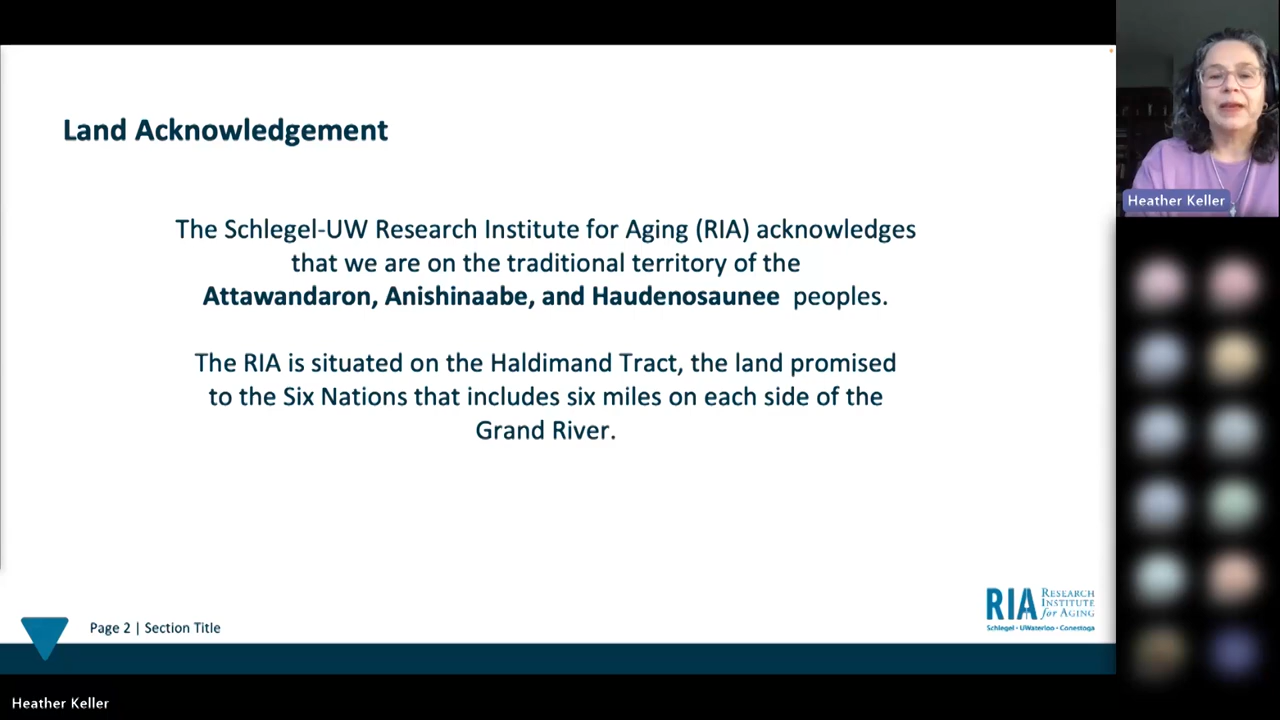 Land Acknowledgement
The Schlegel-UW Research Institute for Aging (RIA) acknowledges
that we are on the traditional territory of the
Attawandaron, Anishinaabe, and Haudenosaunee peoples.
The RIA is situated on the Haldimand Tract, the land promised
to the Six Nations that includes six miles on each side of the
Grand River.
Page 2 | Section Title
RIA
Research
Institute
for Aging
Schlegel • UWaterloo • Conestoga
Heather Keller
Heather Keller